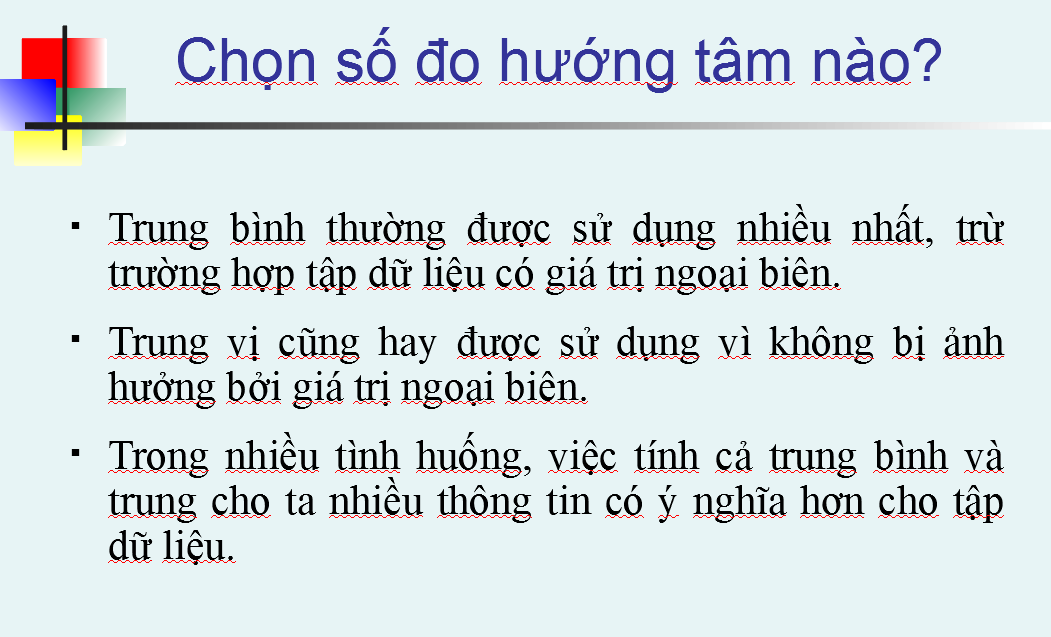 Chọn số đo hướng tâm nào?
▪ Trung bình thường được sử dụng nhiều nhất, trừ
trường hợp tập dữ liệu có giá trị ngoại biên.
▪ Trung vị cũng hay được sử dụng vì không bị ảnh
hưởng bởi giá trị ngoại biên.
▪ Trong nhiều tình huống, việc tính cả trung bình và
trung cho ta nhiều thông tin có ý nghĩa hơn cho tập
dữ liệu.